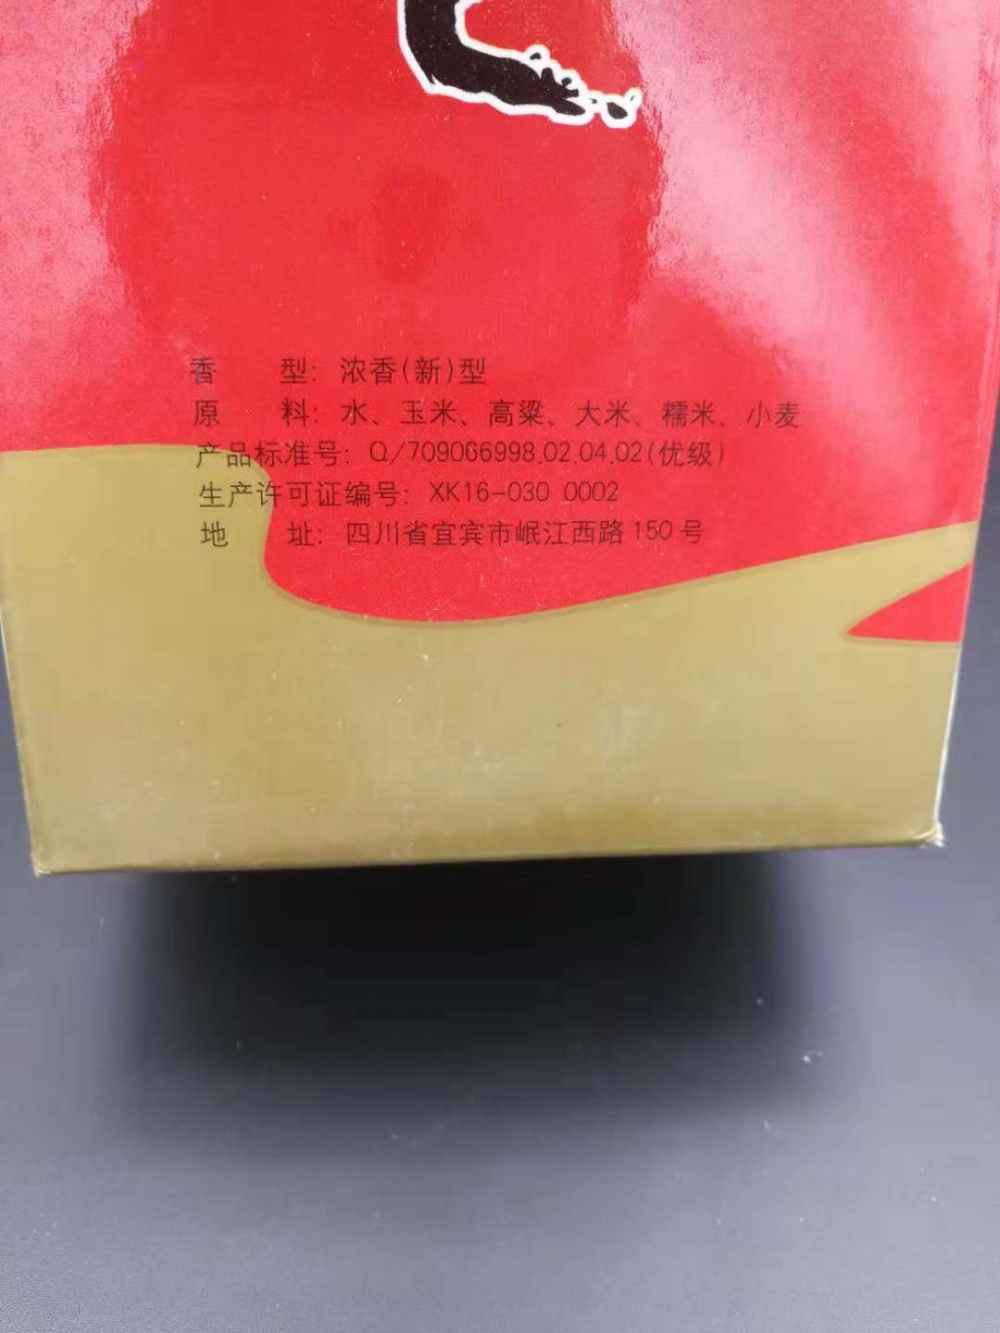 香　　型：浓香(新)型
原　　料：水、玉米、高粱、大米、糯米、小麦
产品标准号：Q/709066998.02.04.02(优级)
生产许可证编号：XK16-030 0002
地　　址：四川省宜宾市岷江西路150号